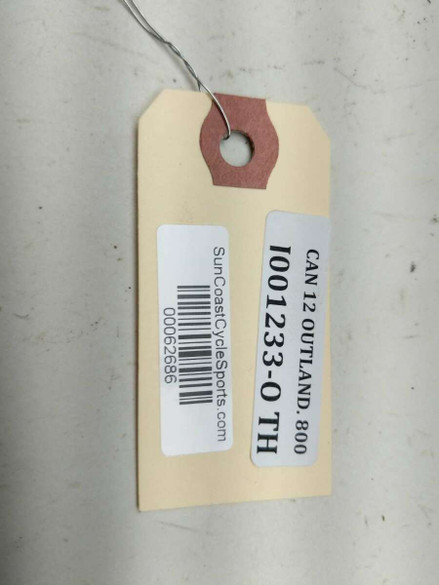 CAN 12 OUTLAND. 800
I001233-O TH
SunCoastCycleSports.com
00062686